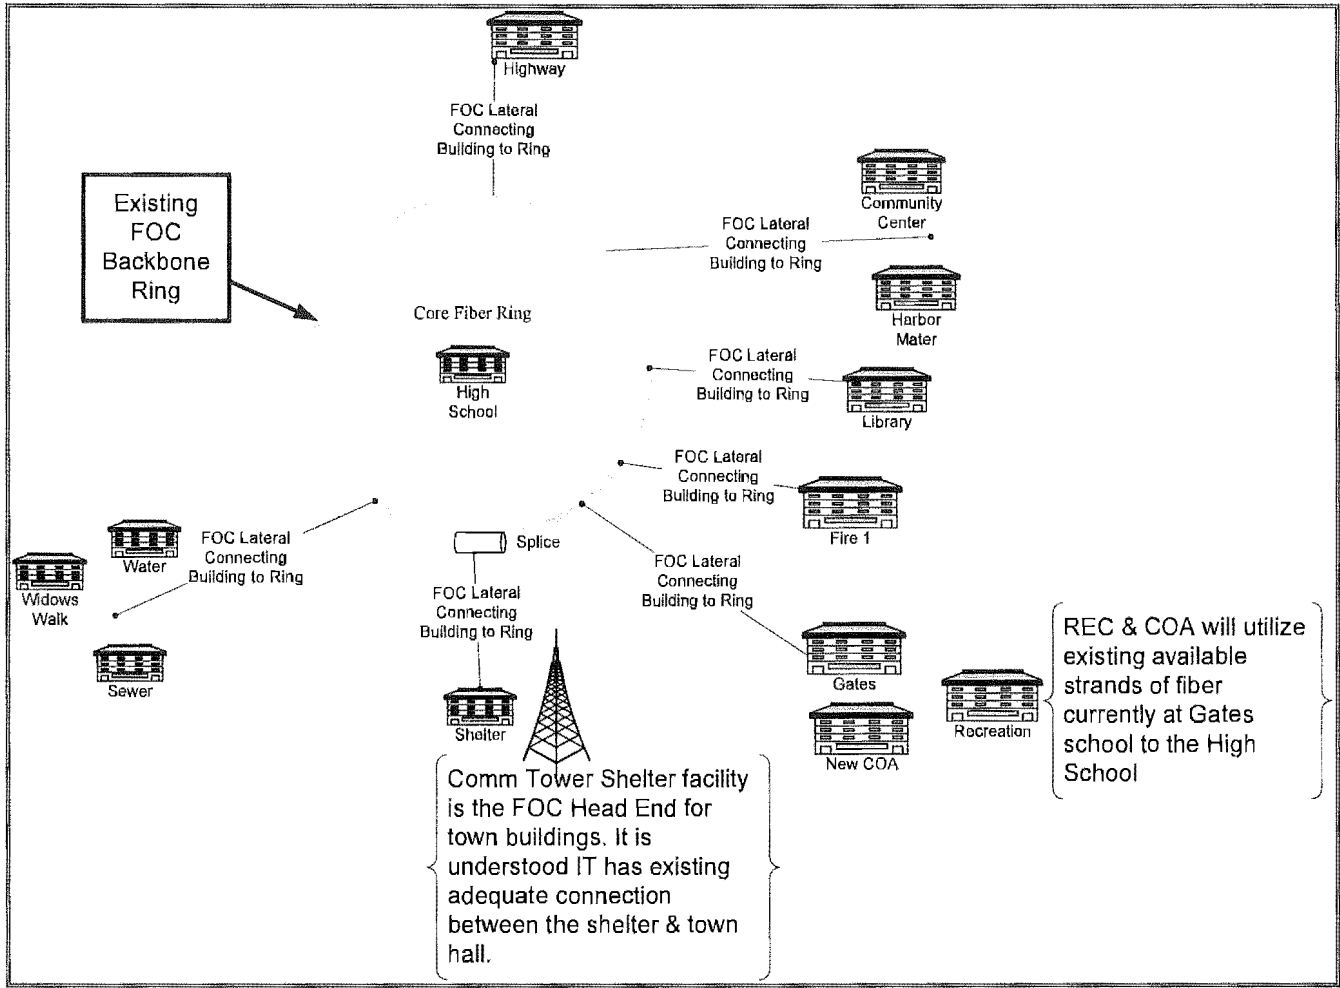 Highway
FOC Lateral
Connecting
Building to Ring
Existing
FOC
Backbone
Ring
Community
Center
FOC Lateral
Connecting
Building to Ring
Harbor
Mater
Core Fiber Ring
High
School
FOC Lateral
Connecting
Building to Ring
Library
FOC Lateral
Connecting
Building to Ring
Fire 1
Water
Widows
Walk
Sewer
FOC Lateral
Connecting
Building to Ring
Splice
FOC Lateral
Connecting
Building to Ring
Shelter
FOC Lateral
Connecting
Building to Ring
Gates
New COA
Recreation
REC & COA will utilize
existing available
strands of fiber
currently at Gates
school to the High
School
Comm Tower Shelter facility
is the FOC Head End for
town buildings. It is
understood IT has existing
adequate connection
between the shelter & town
hall.